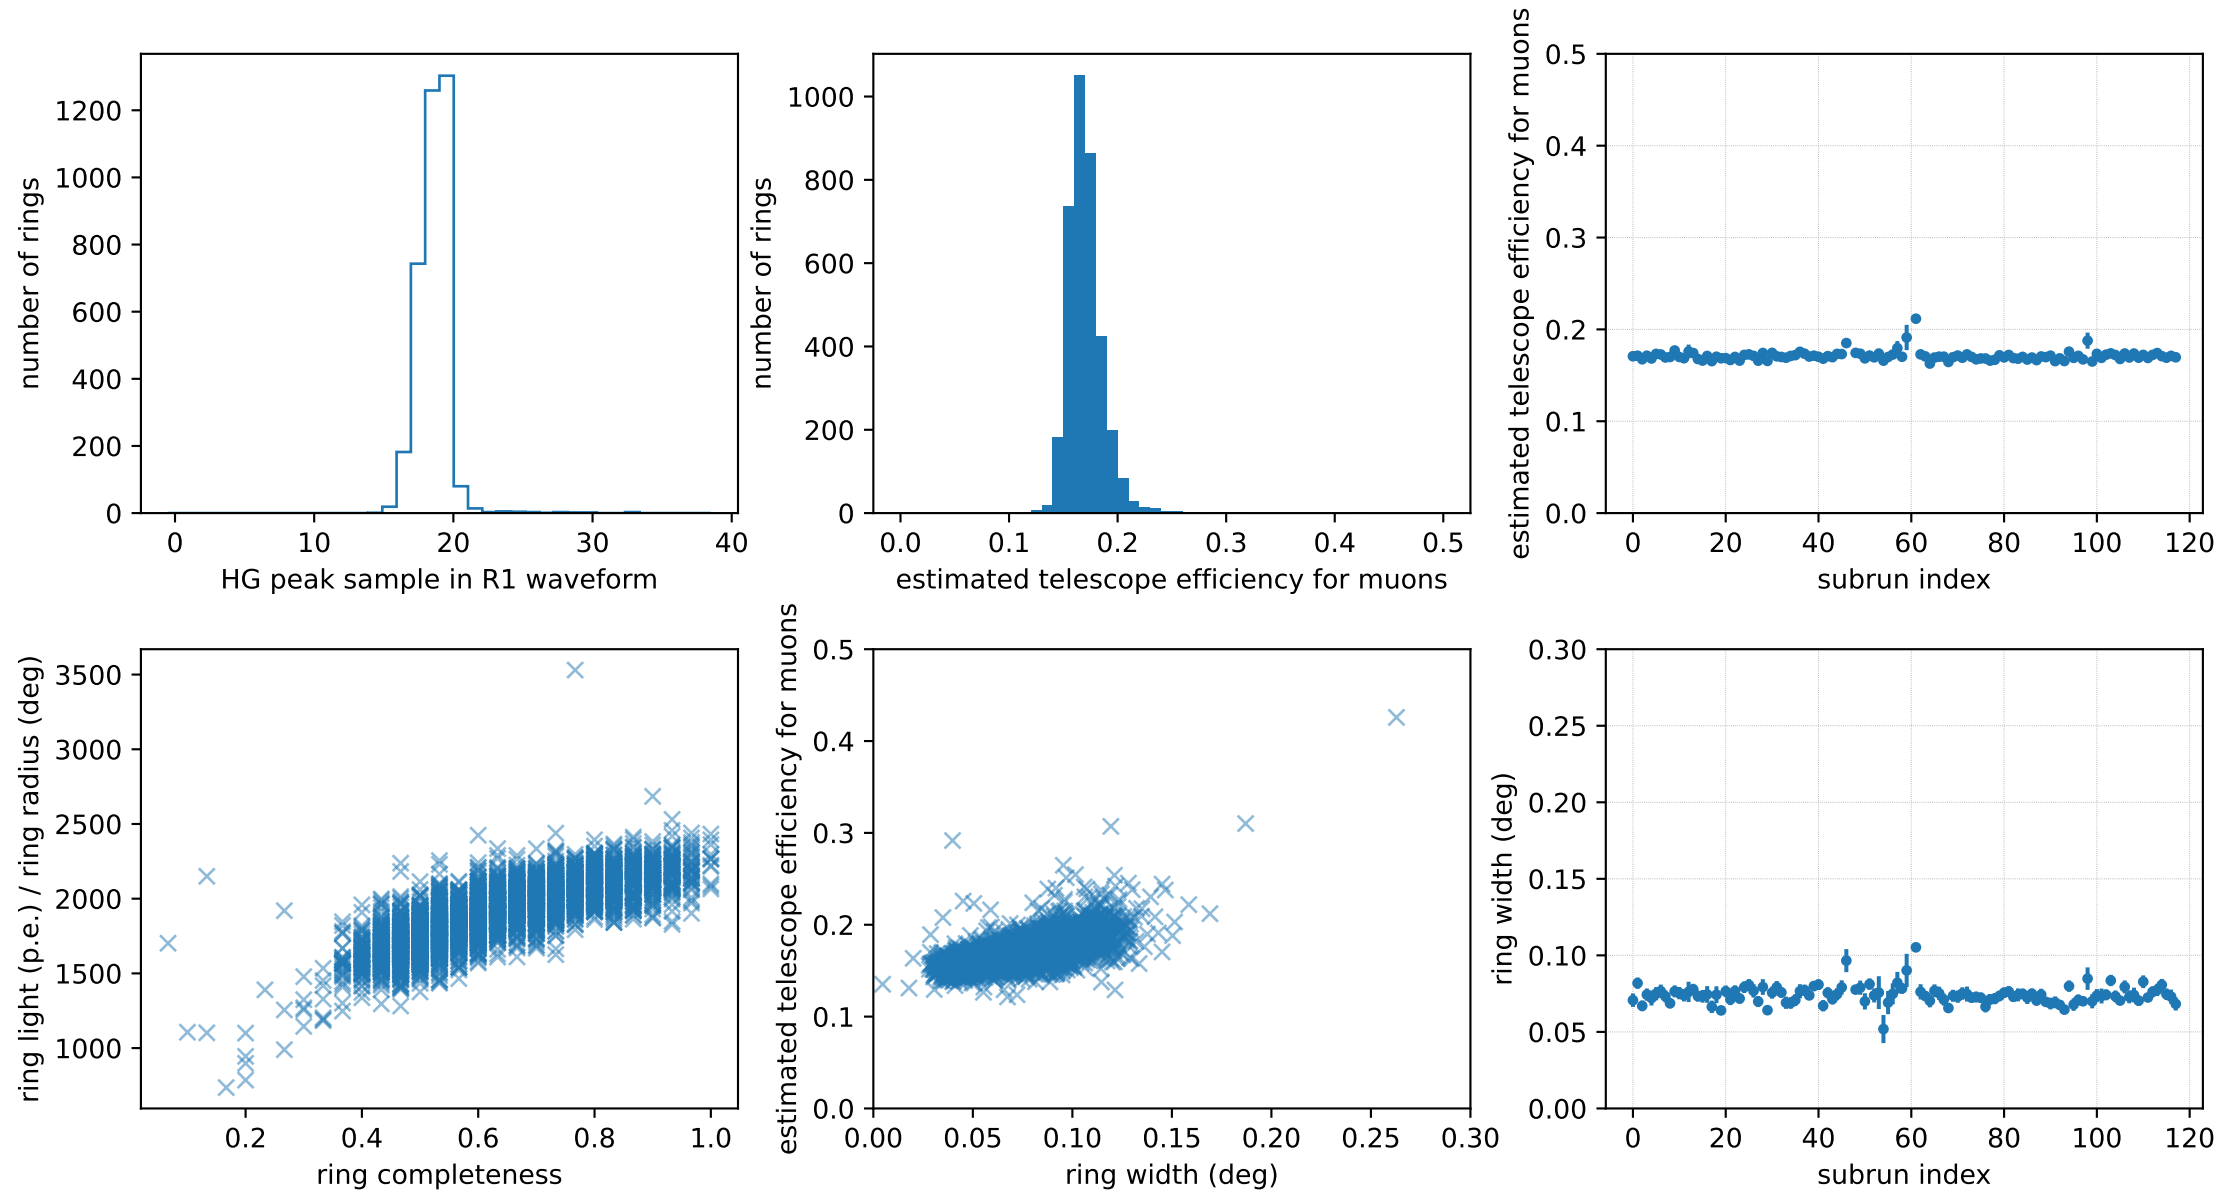 number of rings
1200
1000
800
600
400
200
0
0 10 20 30 40
HG peak sample in R1 waveform
number of rings
1000
800
600
400
200
0
0.0 0.1 0.2 0.3 0.4 0.5
estimated telescope efficiency for muons
estimated telescope efficiency for muons
0.5
0.4
0.3
0.2
0.1
0.0
0 20 40 60 80 100 120
subrun index
ring light (p.e.) / ring radius (deg)
3500
3000
2500
2000
1500
1000
0.2 0.4 0.6 0.8 1.0
ring completeness
estimated telescope efficiency for muons
0.5
0.4
0.3
0.2
0.1
0.0
0.00 0.05 0.10 0.15 0.20 0.25 0.30
ring width (deg)
ring width (deg)
0.30
0.25
0.20
0.15
0.10
0.05
0.00
0 20 40 60 80 100 120
subrun index